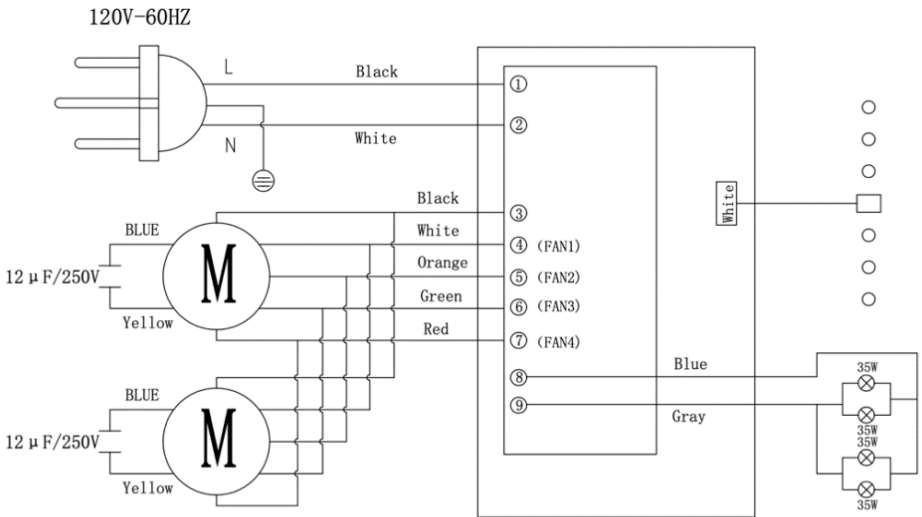 120V-60HZ
L
Black
①
N
White
②
Black
③
BLUE
White
④ (FAN1)
White
M
12μF/250V
Orange
⑤ (FAN2)
Green
⑥ (FAN3)
Yellow
Red
⑦ (FAN4)
Blue
⑧
35W
BLUE
⑨
Gray
35W
M
12μF/250V
35W
Yellow
35W